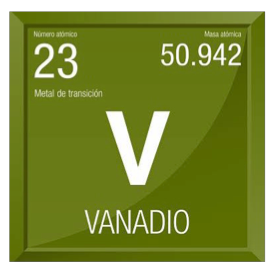 Número atómico
Masa atómica
23
50.942
Metal de transición
V
VANADIO